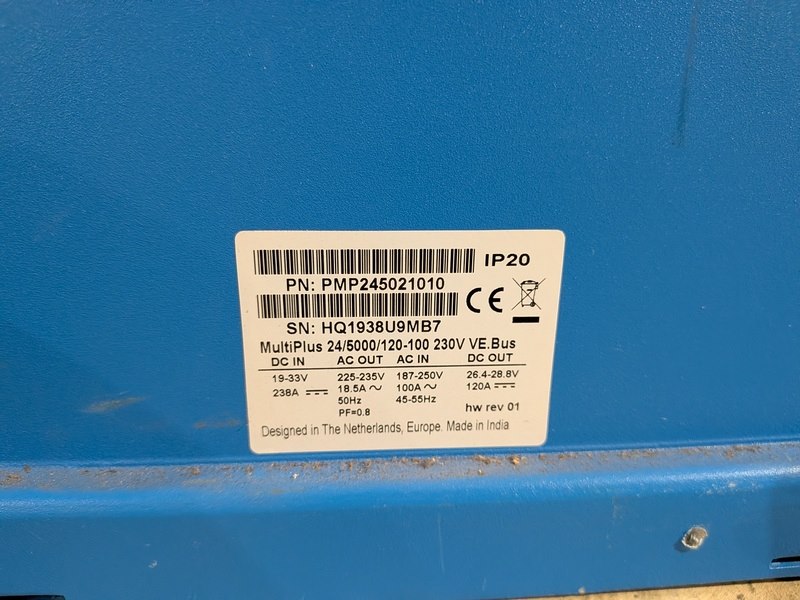 IP20
PN: PMP245021010
CE
SN: HQ1938U9MB7
MultiPlus 24/5000/120-100 230V VE.Bus
DC IN AC OUT AC IN DC OUT
19-33V 225-235V 187-250V 26.4-28.8V
238A 18.5A 100A 120A
50Hz 45-55Hz
PF=0.8 hw rev 01
Designed in The Netherlands, Europe. Made in India